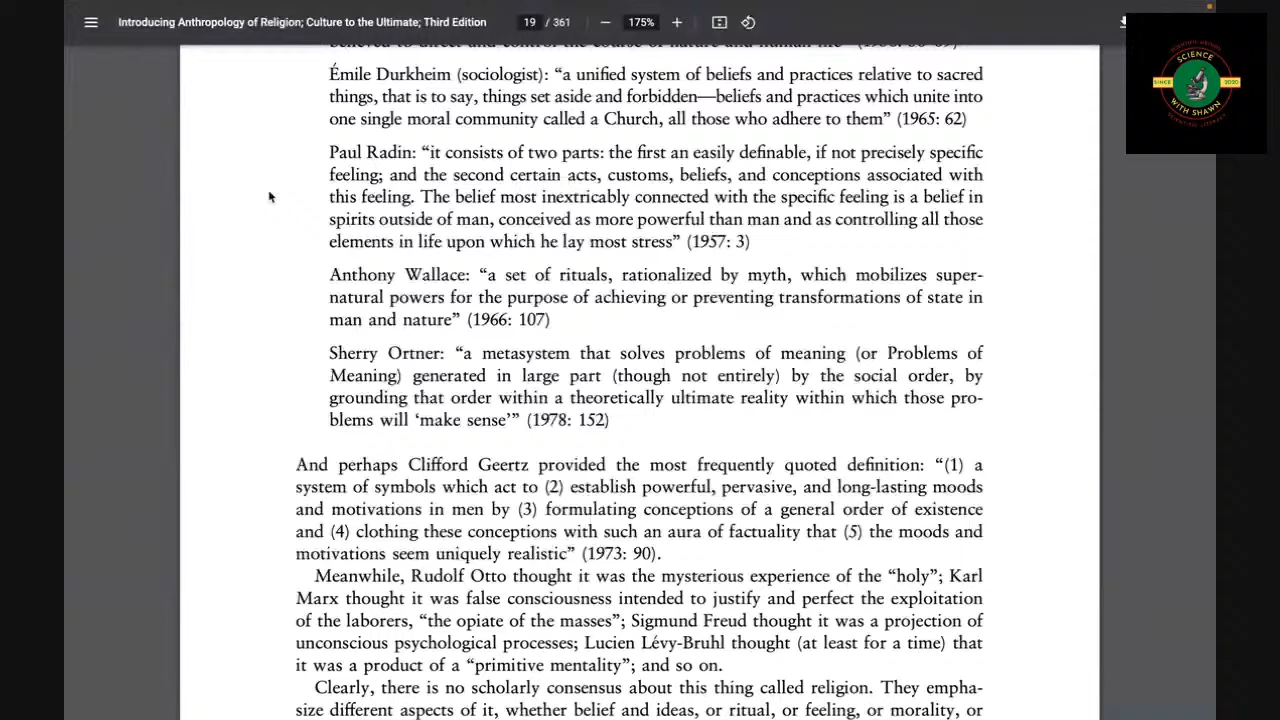 Introducing Anthropology of Religion; Culture to the Ultimate; Third Edition
19 / 361
175%
believed to direct and control the course of nature and human life"
Émile Durkheim (sociologist): “a unified system of beliefs and practices relative to sacred
things, that is to say, things set aside and forbidden—beliefs and practices which unite into
one single moral community called a Church, all those who adhere to them” (1965: 62)
Paul Radin: “it consists of two parts: the first an easily definable, if not precisely specific
feeling; and the second certain acts, customs, beliefs, and conceptions associated with
this feeling. The belief most inextricably connected with the specific feeling is a belief in
spirits outside of man, conceived as more powerful than man and as controlling all those
elements in life upon which he lay most stress” (1957: 3)
Anthony Wallace: “a set of rituals, rationalized by myth, which mobilizes super-
natural powers for the purpose of achieving or preventing transformations of state in
man and nature” (1966: 107)
Sherry Ortner: “a metasystem that solves problems of meaning (or Problems of
Meaning) generated in large part (though not entirely) by the social order, by
grounding that order within a theoretically ultimate reality within which those pro-
blems will ‘make sense’” (1978: 152)
And perhaps Clifford Geertz provided the most frequently quoted definition: “(1) a
system of symbols which act to (2) establish powerful, pervasive, and long-lasting moods
and motivations in men by (3) formulating conceptions of a general order of existence
and (4) clothing these conceptions with such an aura of factuality that (5) the moods and
motivations seem uniquely realistic” (1973: 90).
Meanwhile, Rudolf Otto thought it was the mysterious experience of the “holy”; Karl
Marx thought it was false consciousness intended to justify and perfect the exploitation
of the laborers, “the opiate of the masses”; Sigmund Freud thought it was a projection of
unconscious psychological processes; Lucien Lévy-Bruhl thought (at least for a time) that
it was a product of a “primitive mentality”; and so on.
Clearly, there is no scholarly consensus about this thing called religion. They empha-
size different aspects of it, whether belief and ideas, or ritual, or feeling, or morality, or
SCIENCE
SINCE
2020
WITH SHAWN